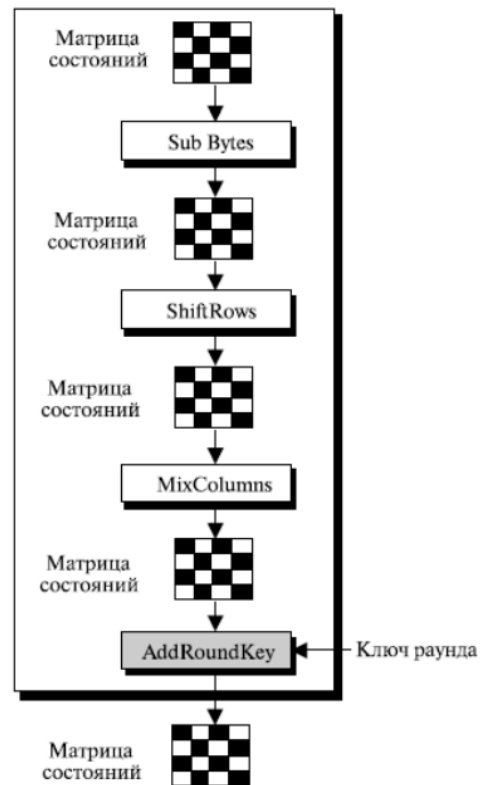 Матрица
состояний
Sub Bytes
Матрица
состояний
ShiftRows
Матрица
состояний
MixColumns
Матрица
состояний
AddRoundKey
Ключ раунда
Матрица
состояний